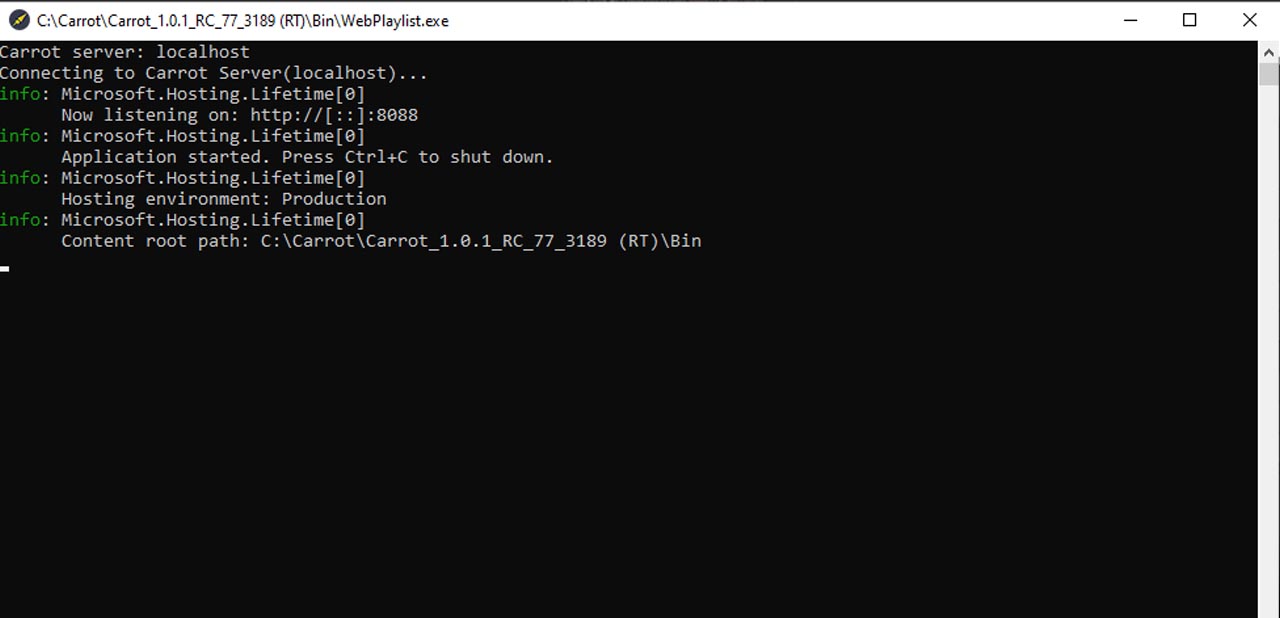 C:\Carrot\Carrot_1.0.1_RC_77_3189 (RT)\Bin\WebPlaylist.exe
Carrot server: localhost
Connecting to Carrot Server(localhost)...
info: Microsoft.Hosting.Lifetime[0]
Now listening on: http://[::]:8088
info: Microsoft.Hosting.Lifetime[0]
Application started. Press Ctrl+C to shut down.
info: Microsoft.Hosting.Lifetime[0]
Hosting environment: Production
info: Microsoft.Hosting.Lifetime[0]
Content root path: C:\Carrot\Carrot_1.0.1_RC_77_3189 (RT)\Bin